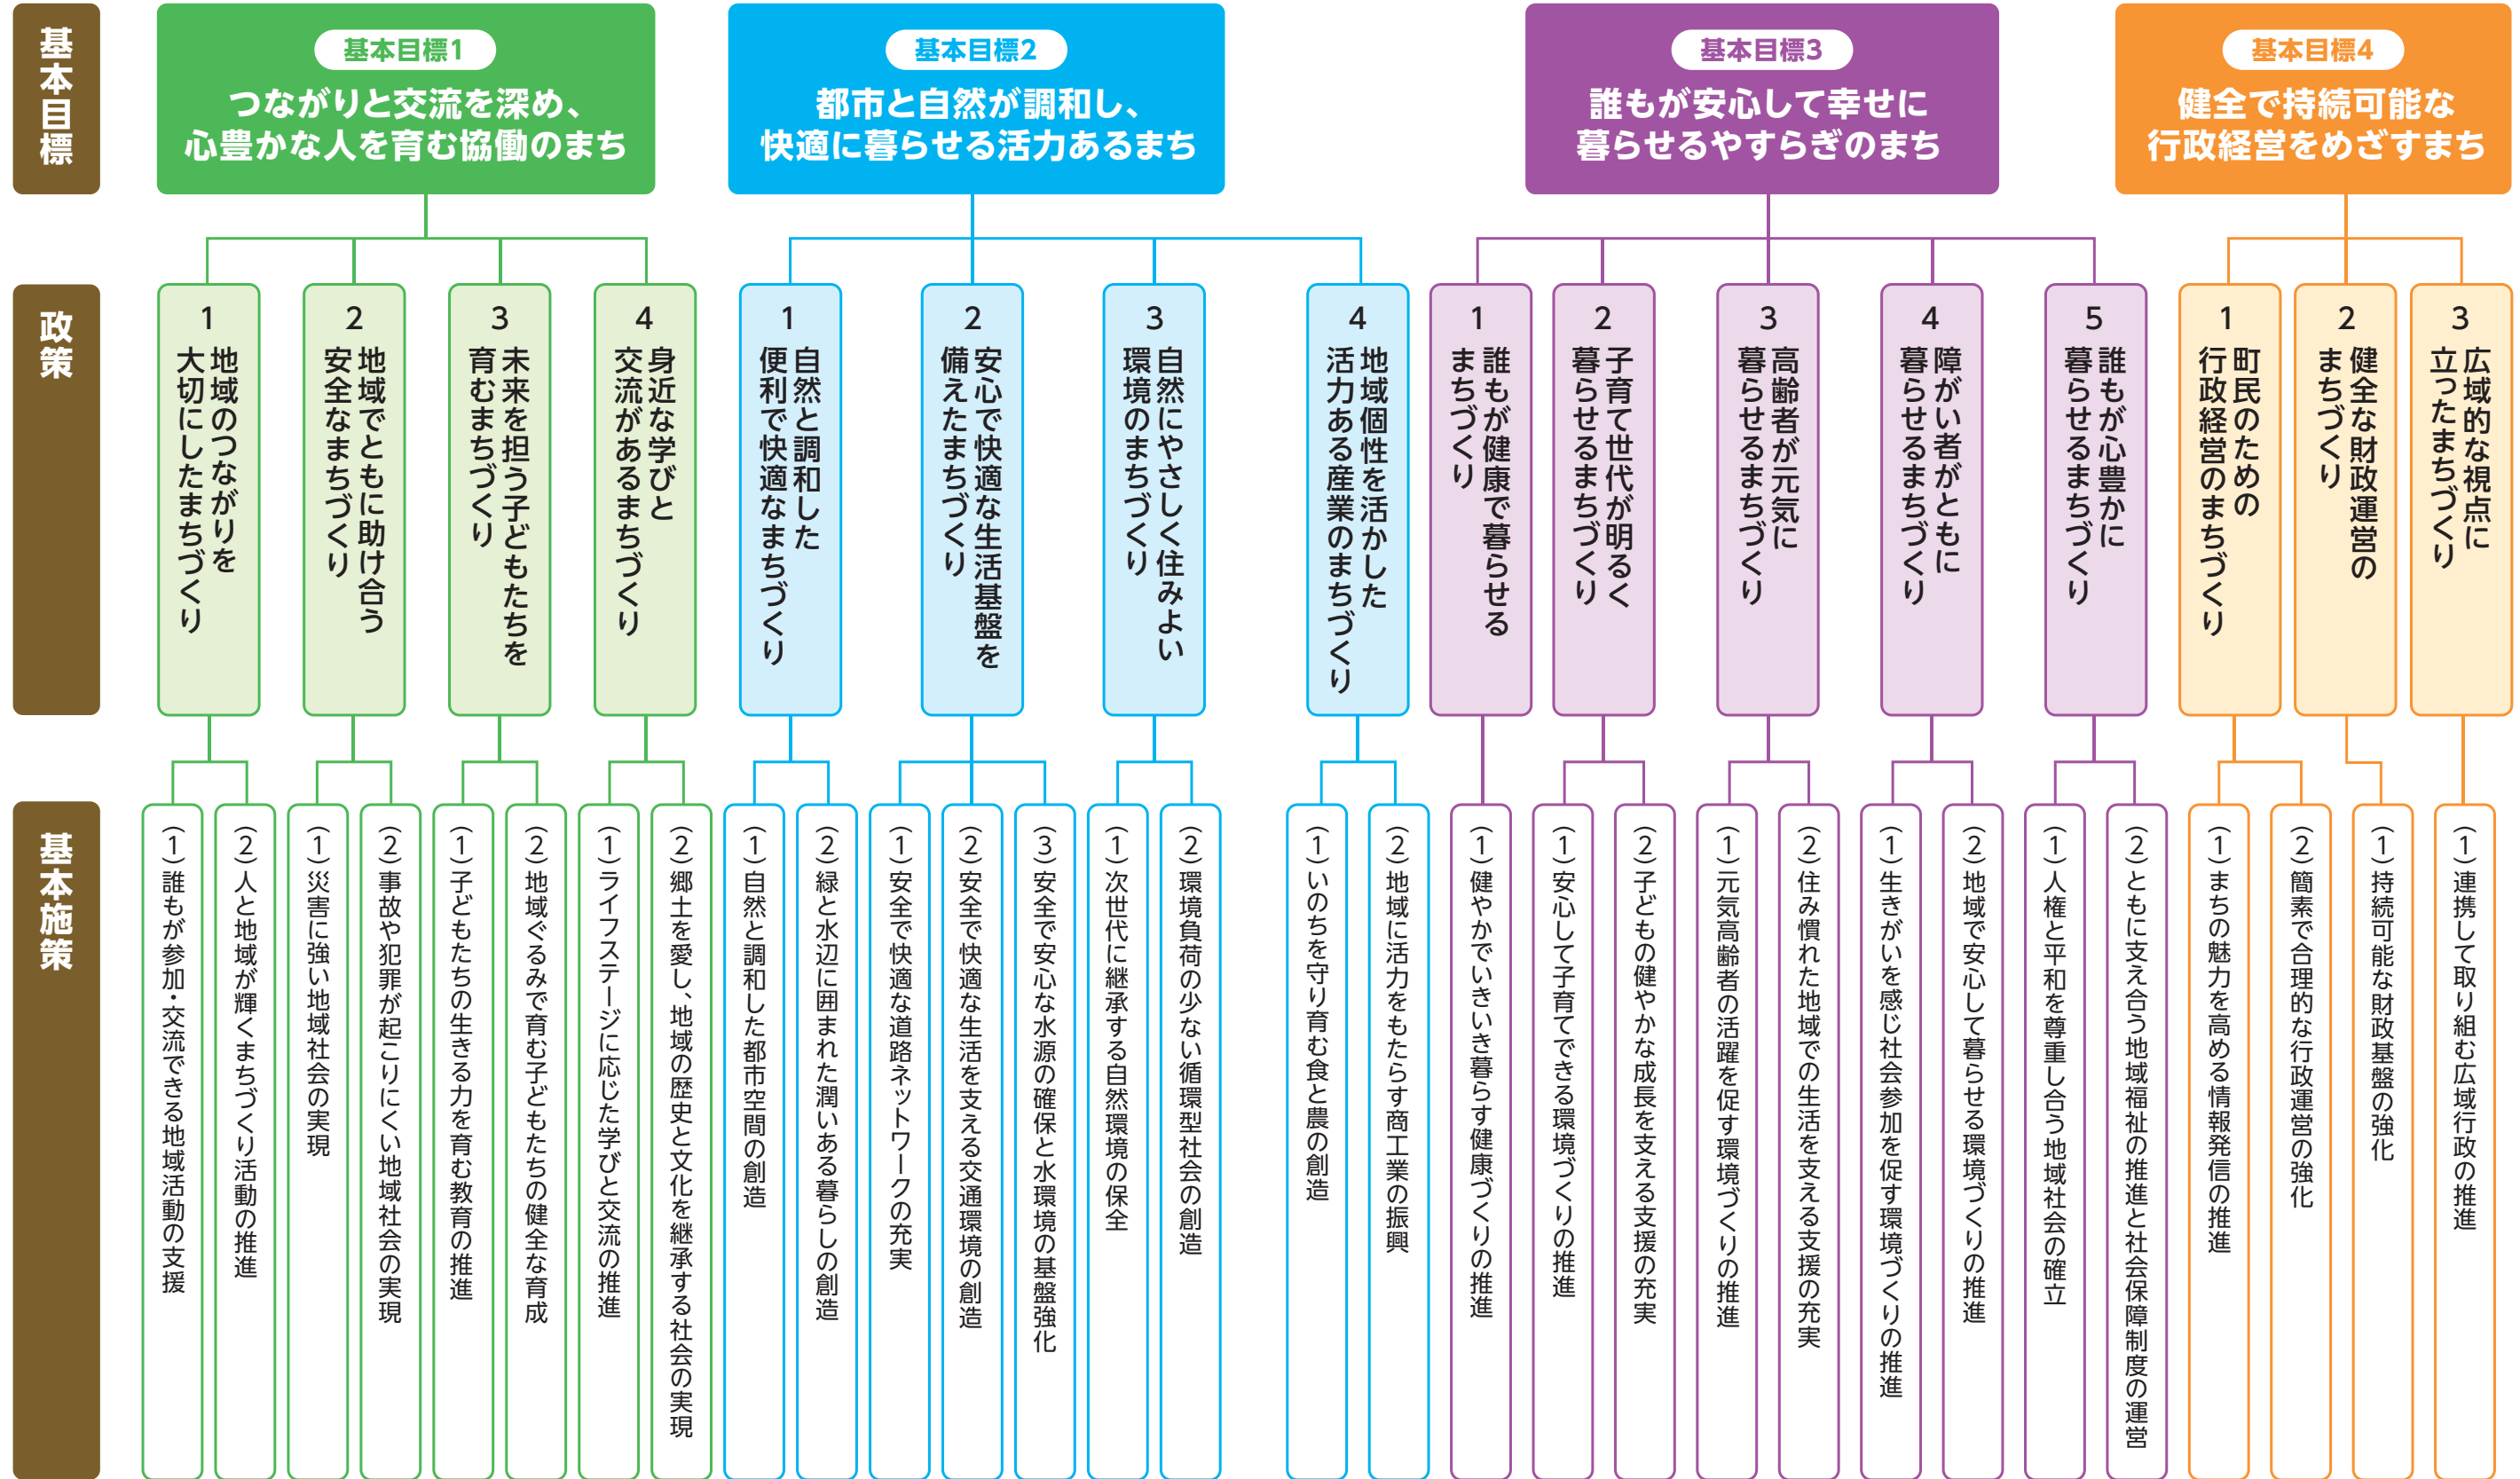 基本目標
基本目標1
つながりと交流を深め、
心豊かな人を育む協働のまち
基本目標2
都市と自然が調和し、
快適に暮らせる活力あるまち
基本目標3
誰もが安心して幸せに
暮らせるやすらぎのまち
基本目標4
健全で持続可能な
行政経営をめざすまち
政策
1
地域のつながりを
大切にしたまちづくり
2
地域でともに助け合う
安全なまちづくり
3
未来を担う子どもたちを
育むまちづくり
4
身近な学びと
交流があるまちづくり
1
自然と調和した
便利で快適なまちづくり
2
安心で快適な生活基盤を
備えたまちづくり
3
自然にやさしく住みよい
環境のまちづくり
4
地域個性を活かした
活力ある産業のまちづくり
1
誰もが健康で暮らせる
まちづくり
2
子育て世代が明るく
暮らせるまちづくり
3
高齢者が元気に
暮らせるまちづくり
4
障がい者がともに
暮らせるまちづくり
5
誰もが心豊かに
暮らせるまちづくり
1
町民のための
行政経営のまちづくり
2
健全な財政運営の
まちづくり
3
広域的な視点に
立ったまちづくり
基本施策
(1)誰もが参加・交流できる地域活動の支援
(2)人と地域が輝くまちづくり活動の推進
(1)災害に強い地域社会の実現
(2)事故や犯罪が起こりにくい地域社会の実現
(1)子どもたちの生きる力を育む教育の推進
(2)地域ぐるみで育む子どもたちの健全な育成
(1)ライフステージに応じた学びと交流の推進
(2)郷土を愛し、地域の歴史と文化を継承する社会の実現
(1)自然と調和した都市空間の創造
(2)緑と水辺に囲まれた潤いある暮らしの創造
(1)安全で快適な道路ネットワークの充実
(2)安全で快適な生活を支える交通環境の創造
(3)安全で安心な水源の確保と水環境の基盤強化
(1)次世代に継承する自然環境の保全
(2)環境負荷の少ない循環型社会の創造
(1)いのちを守り育む食と農の創造
(2)地域に活力をもたらす商工業の振興
(1)健やかでいきいき暮らす健康づくりの推進
(1)安心して子育てできる環境づくりの推進
(2)子どもの健やかな成長を支える支援の充実
(1)元気高齢者の活躍を促す環境づくりの推進
(2)住み慣れた地域での生活を支える支援の充実
(1)生きがいを感じ社会参加を促す環境づくりの推進
(2)地域で安心して暮らせる環境づくりの推進
(1)人権と平和を尊重し合う地域社会の確立
(2)ともに支え合う地域福祉の推進と社会保障制度の運営
(1)まちの魅力を高める情報発信の推進
(2)簡素で合理的な行政運営の強化
(1)持続可能な財政基盤の強化
(1)連携して取り組む広域行政の推進